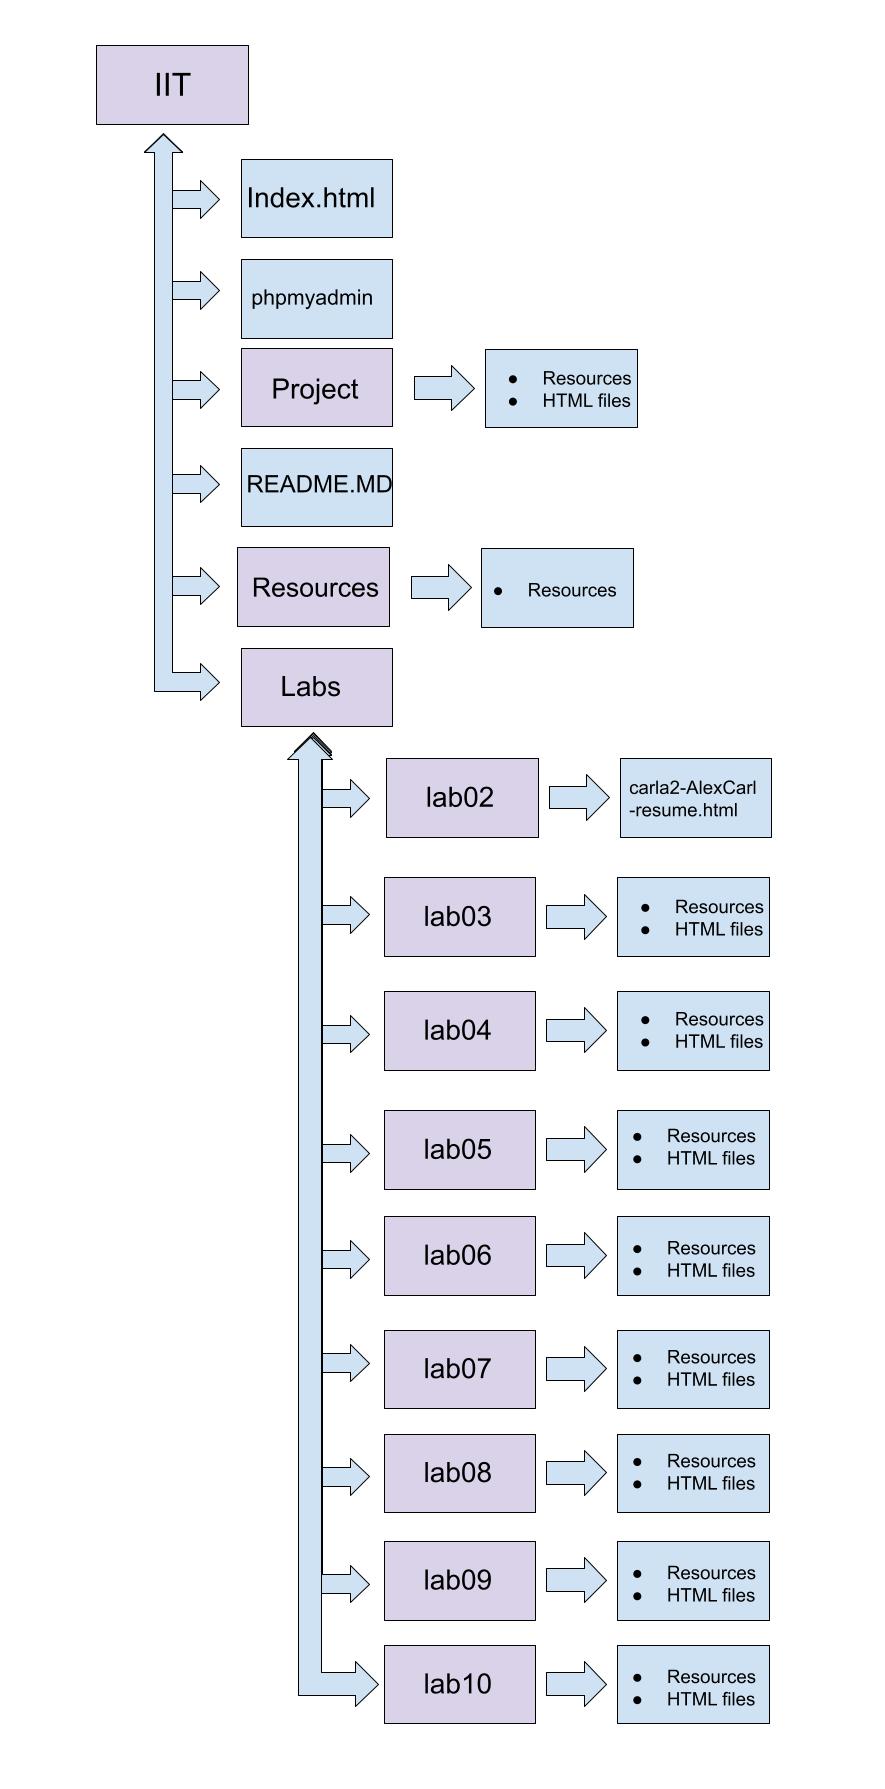 IIT
Index.html
phpmyadmin
Project
● Resources
● HTML files
README.MD
Resources
● Resources
Labs
lab02
carla2-AlexCarl
-resume.html
lab03
● Resources
● HTML files
lab04
● Resources
● HTML files
lab05
● Resources
● HTML files
lab06
● Resources
● HTML files
lab07
● Resources
● HTML files
lab08
● Resources
● HTML files
lab09
● Resources
● HTML files
lab10
● Resources
● HTML files